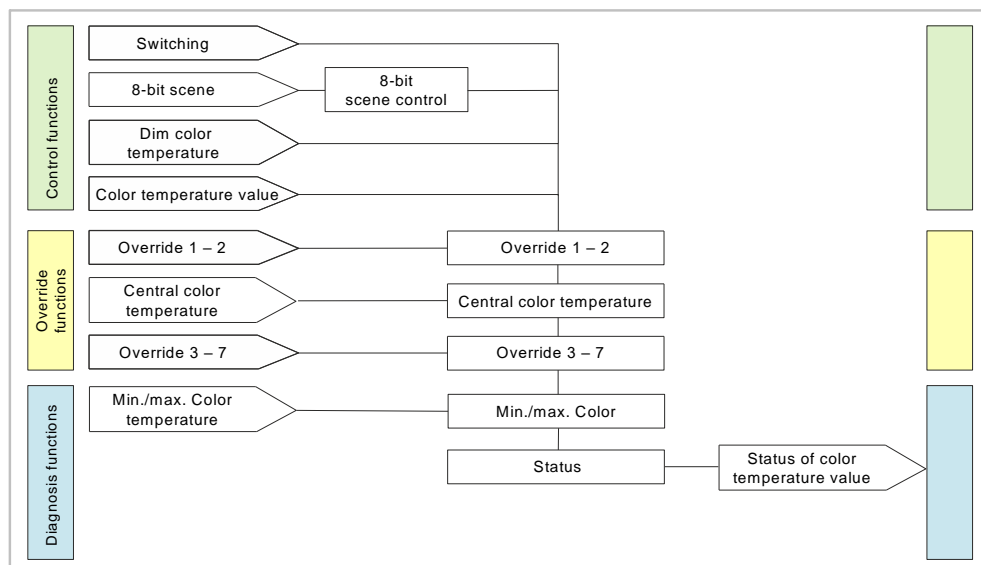 Control functions
Switching
8-bit scene
8-bit
scene control
Dim color
temperature
Color temperature value
Override
functions
Override 1 – 2
Override 1 – 2
Central color
temperature
Central color temperature
Override 3 – 7
Override 3 – 7
Diagnosis functions
Min./max. Color
temperature
Min./max. Color
Status
Status of color
temperature value